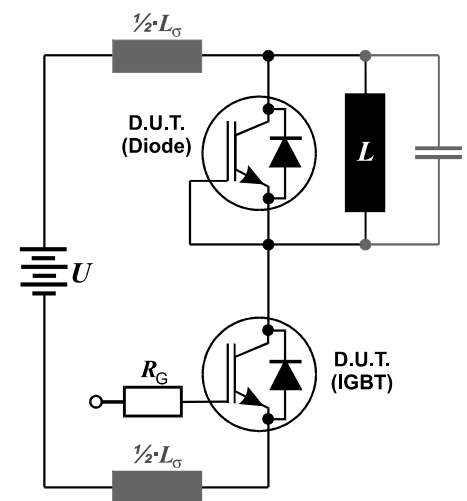 ½·Lσ
D.U.T.
(Diode)
L
U
RG
D.U.T.
(IGBT)
½·Lσ